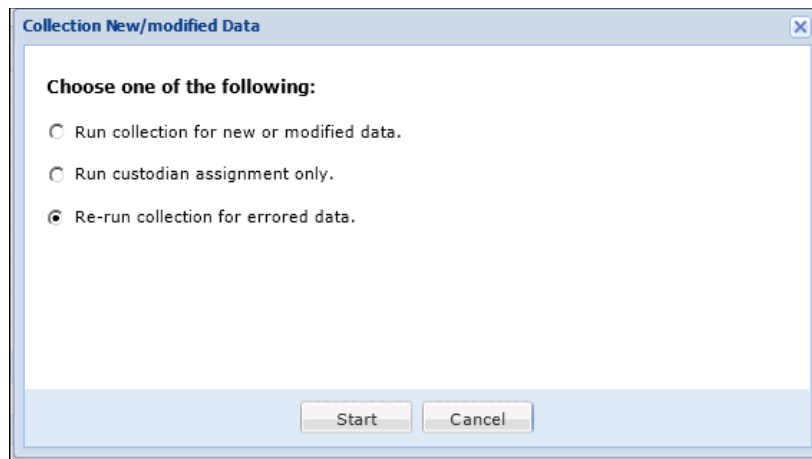 Collection New/modified Data
Choose one of the following:
Run collection for new or modified data.
Run custodian assignment only.
Re-run collection for errored data.
Start Cancel